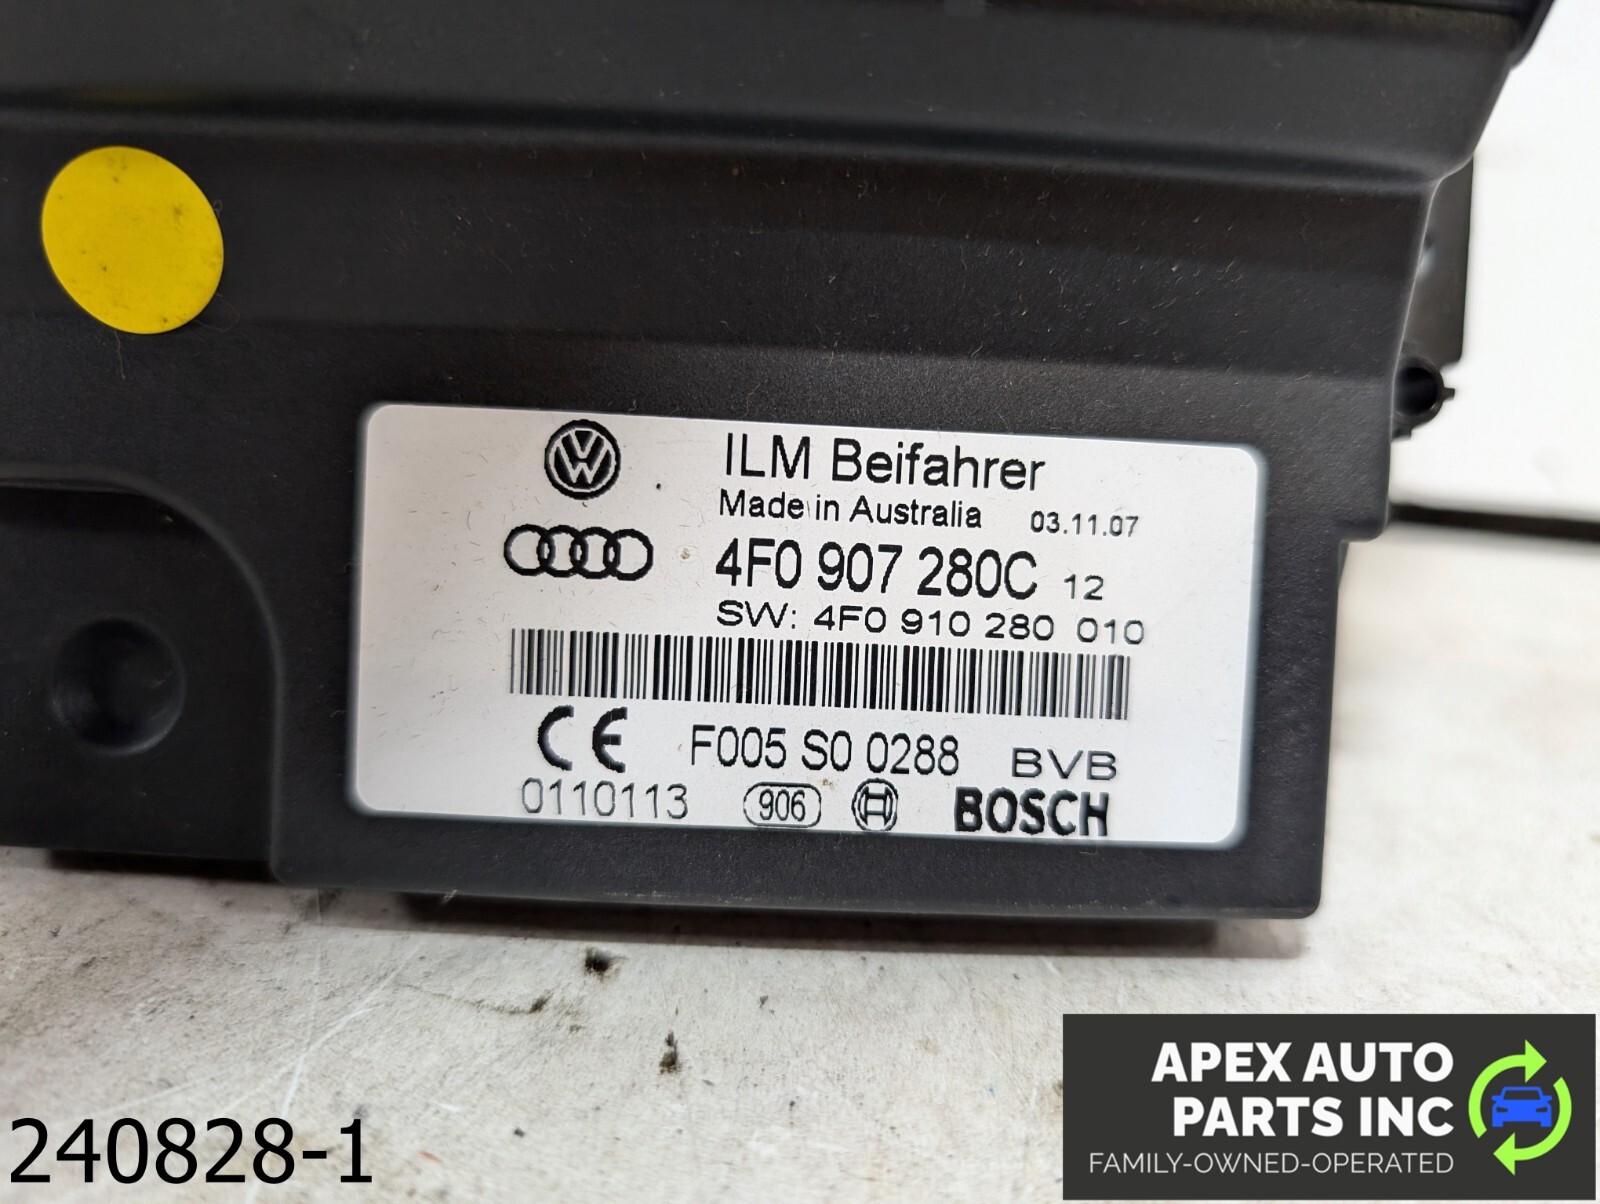 ILM Beifahrer
Made in Australia 03.11.07
4F0 907 280C 12
SW: 4F0 910 280 010
CE F005 S0 0288 BVB
0110113 906 BOSCH
240828-1
APEX AUTO
PARTS INC
FAMILY-OWNED-OPERATED